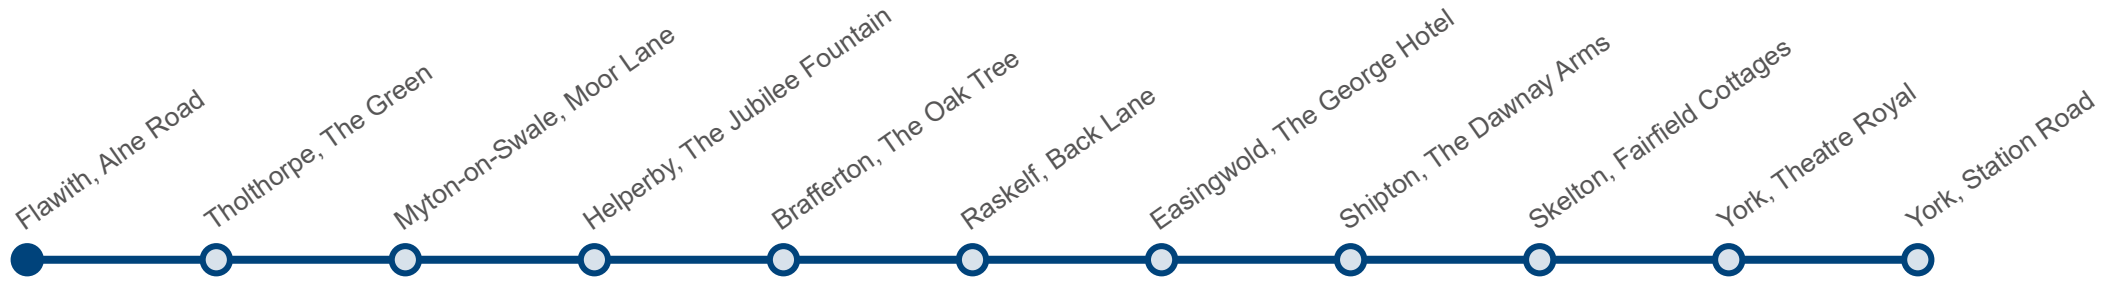 Flawith, Alne Road
Tholthorpe, The Green
Myton-on-Swale, Moor Lane
Helperby, The Jubilee Fountain
Brafferton, The Oak Tree
Raskelf, Back Lane
Easingwold, The George Hotel
Shipton, The Dawnay Arms
Skelton, Fairfield Cottages
York, Theatre Royal
York, Station Road